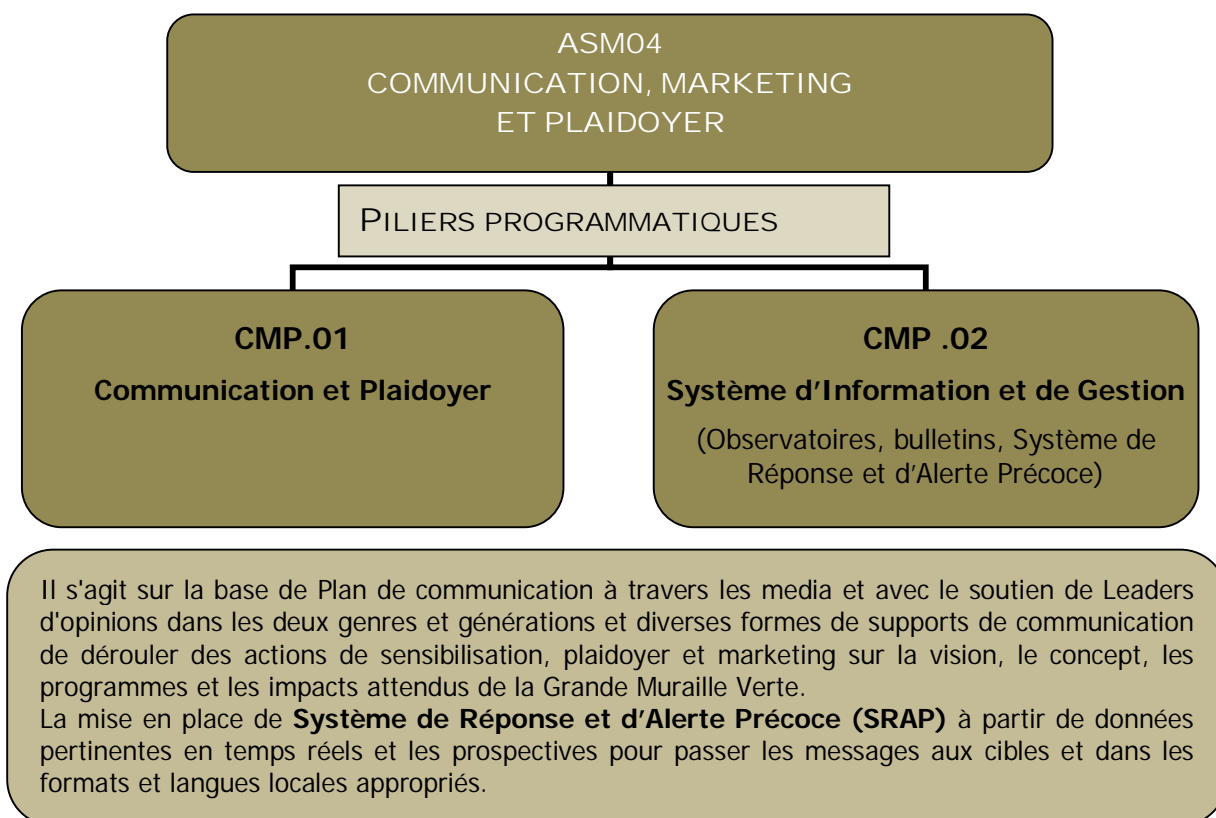 ASM04
COMMUNICATION, MARKETING
ET PLAIDOYER
PILIERS PROGRAMMATIQUES
CMP.01
Communication et Plaidoyer
CMP .02
Système d’Information et de Gestion
(Observatoires, bulletins, Système de
Réponse et d’Alerte Précoce)
Il s'agit sur la base de Plan de communication à travers les media et avec le soutien de Leaders
d'opinions dans les deux genres et générations et diverses formes de supports de communication
de dérouler des actions de sensibilisation, plaidoyer et marketing sur la vision, le concept, les
programmes et les impacts attendus de la Grande Muraille Verte.
La mise en place de Système de Réponse et d’Alerte Précoce (SRAP) à partir de données
pertinentes en temps réels et les prospectives pour passer les messages aux cibles et dans les
formats et langues locales appropriés.